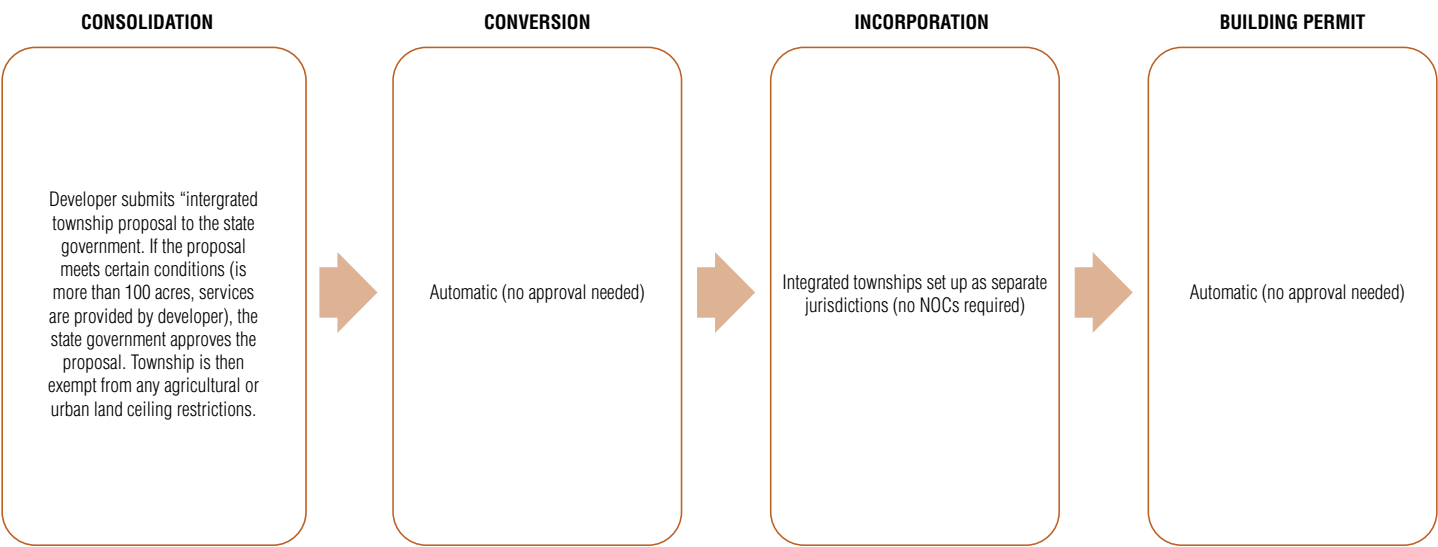 CONSOLIDATION
Developer submits “intergrated
township proposal to the state
government. If the proposal
meets certain conditions (is
more than 100 acres, services
are provided by developer), the
state government approves the
proposal. Township is then
exempt from any agricultural or
urban land ceiling restrictions.
CONVERSION
Automatic (no approval needed)
INCORPORATION
Integrated townships set up as separate
jurisdictions (no NOCs required)
BUILDING PERMIT
Automatic (no approval needed)